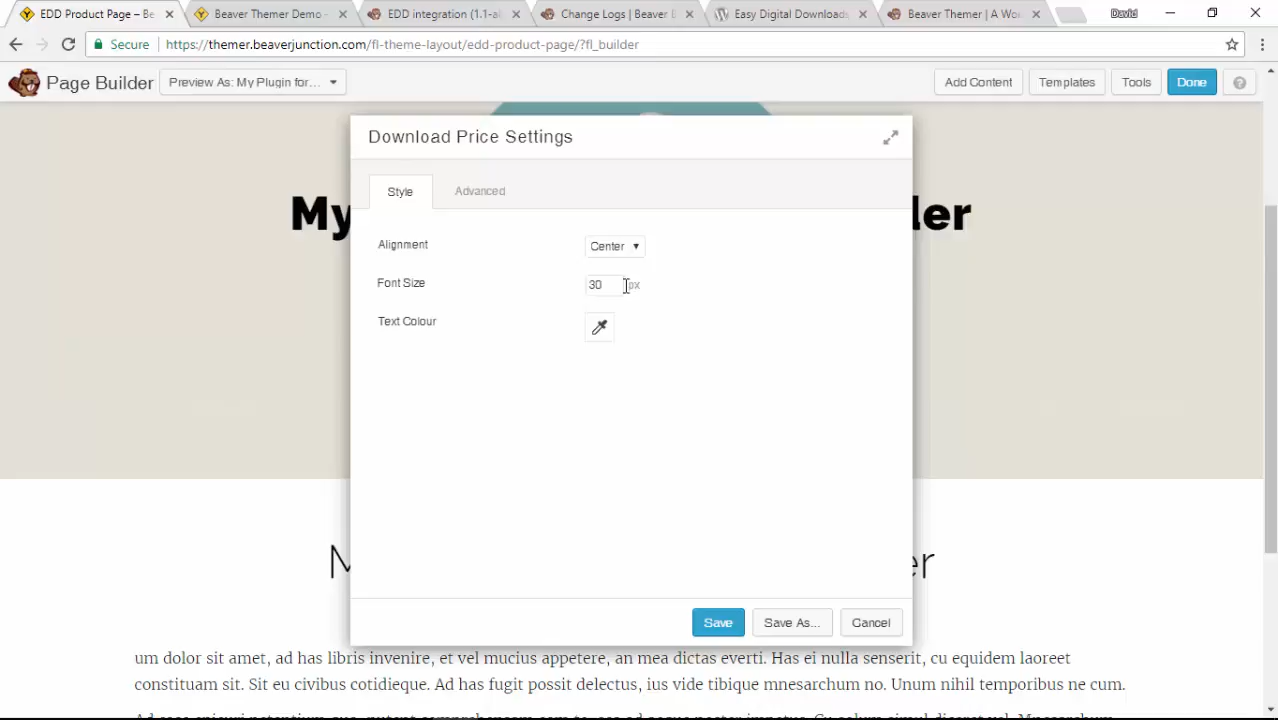 EDD Product Page – Be
Beaver Themer Demo -
EDD integration (1.1-al
Change Logs | Beaver B
Easy Digital Downloads
Beaver Themer | A Wo
David
Secure
https://themer.beaverjunction.com/fl-theme-layout/edd-product-page/?fl_builder
Page Builder
Preview As: My Plugin for...
Add Content
Templates
Tools
Done
Download Price Settings
Style
Advanced
My
der
Alignment
Center
Font Size
30
px
Text Colour
M
er
Save
Save As...
Cancel
um dolor sit amet, ad has libris invenire, et vel mucius appetere, an mea dictas everti. Has ei nulla senserit, cu equidem laoreet
constituam sit. Sit eu civibus cotidieque. Ad has fugit possit delectus, ius vide tibique mnesarchum no. Unum nihil temporibus ne cum.